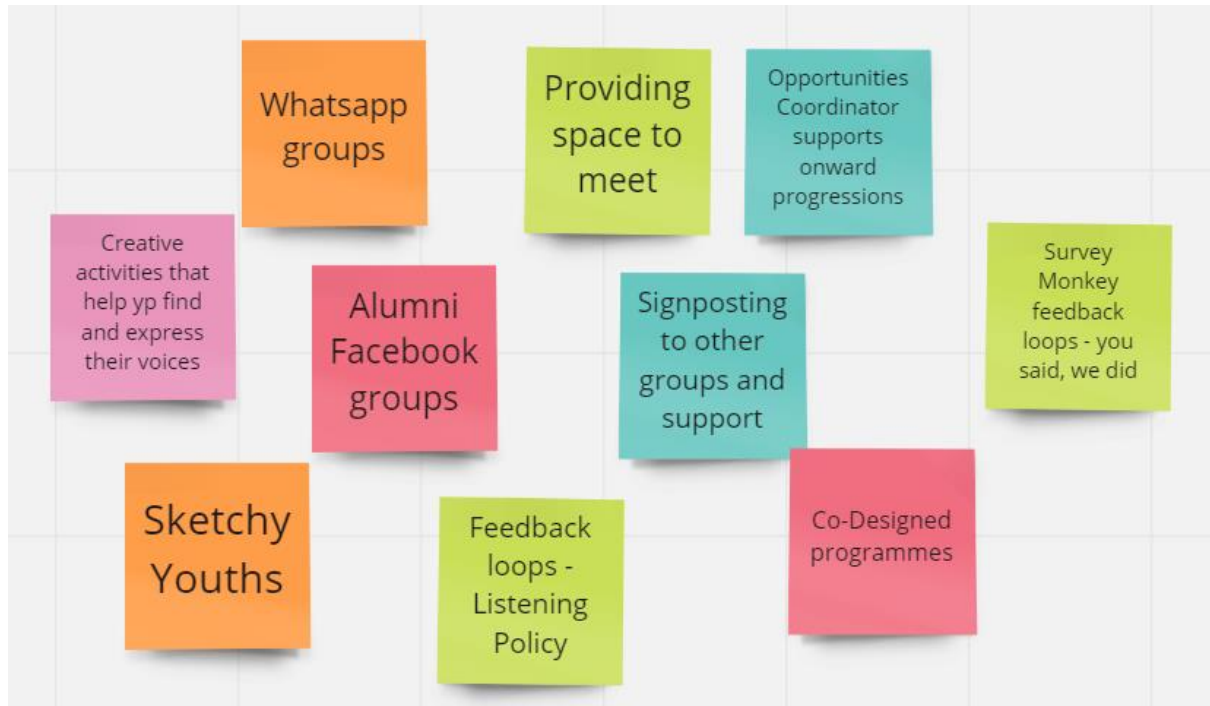 Whatsapp
groups
Providing
space to
meet
Opportunities
Coordinator
supports
onward
progressions
Creative
activities that
help yp find
and express
their voices
Alumni
Facebook
groups
Signposting
to other
groups and
support
Survey
Monkey
feedback
loops - you
said, we did
Sketchy
Youths
Feedback
loops -
Listening
Policy
Co-Designed
programmes